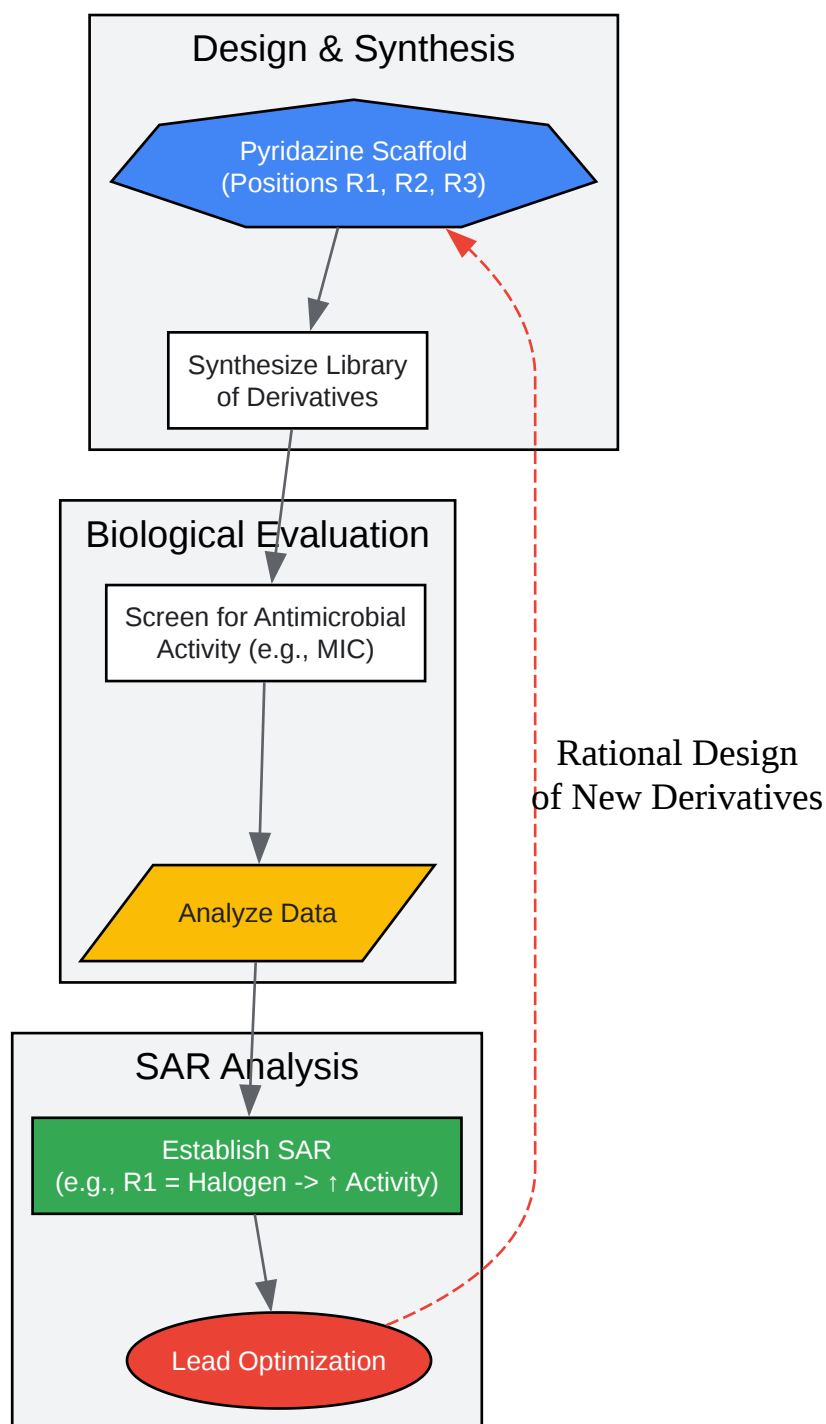 Design & Synthesis
Pyridazine Scaffold
(Positions R1, R2, R3)
Synthesize Library
of Derivatives
Biological Evaluation
Screen for Antimicrobial
Activity (e.g., MIC)
Rational Design
of New Derivatives
Analyze Data
SAR Analysis
Establish SAR
(e.g., R1 = Halogen -> ↑ Activity)
Lead Optimization